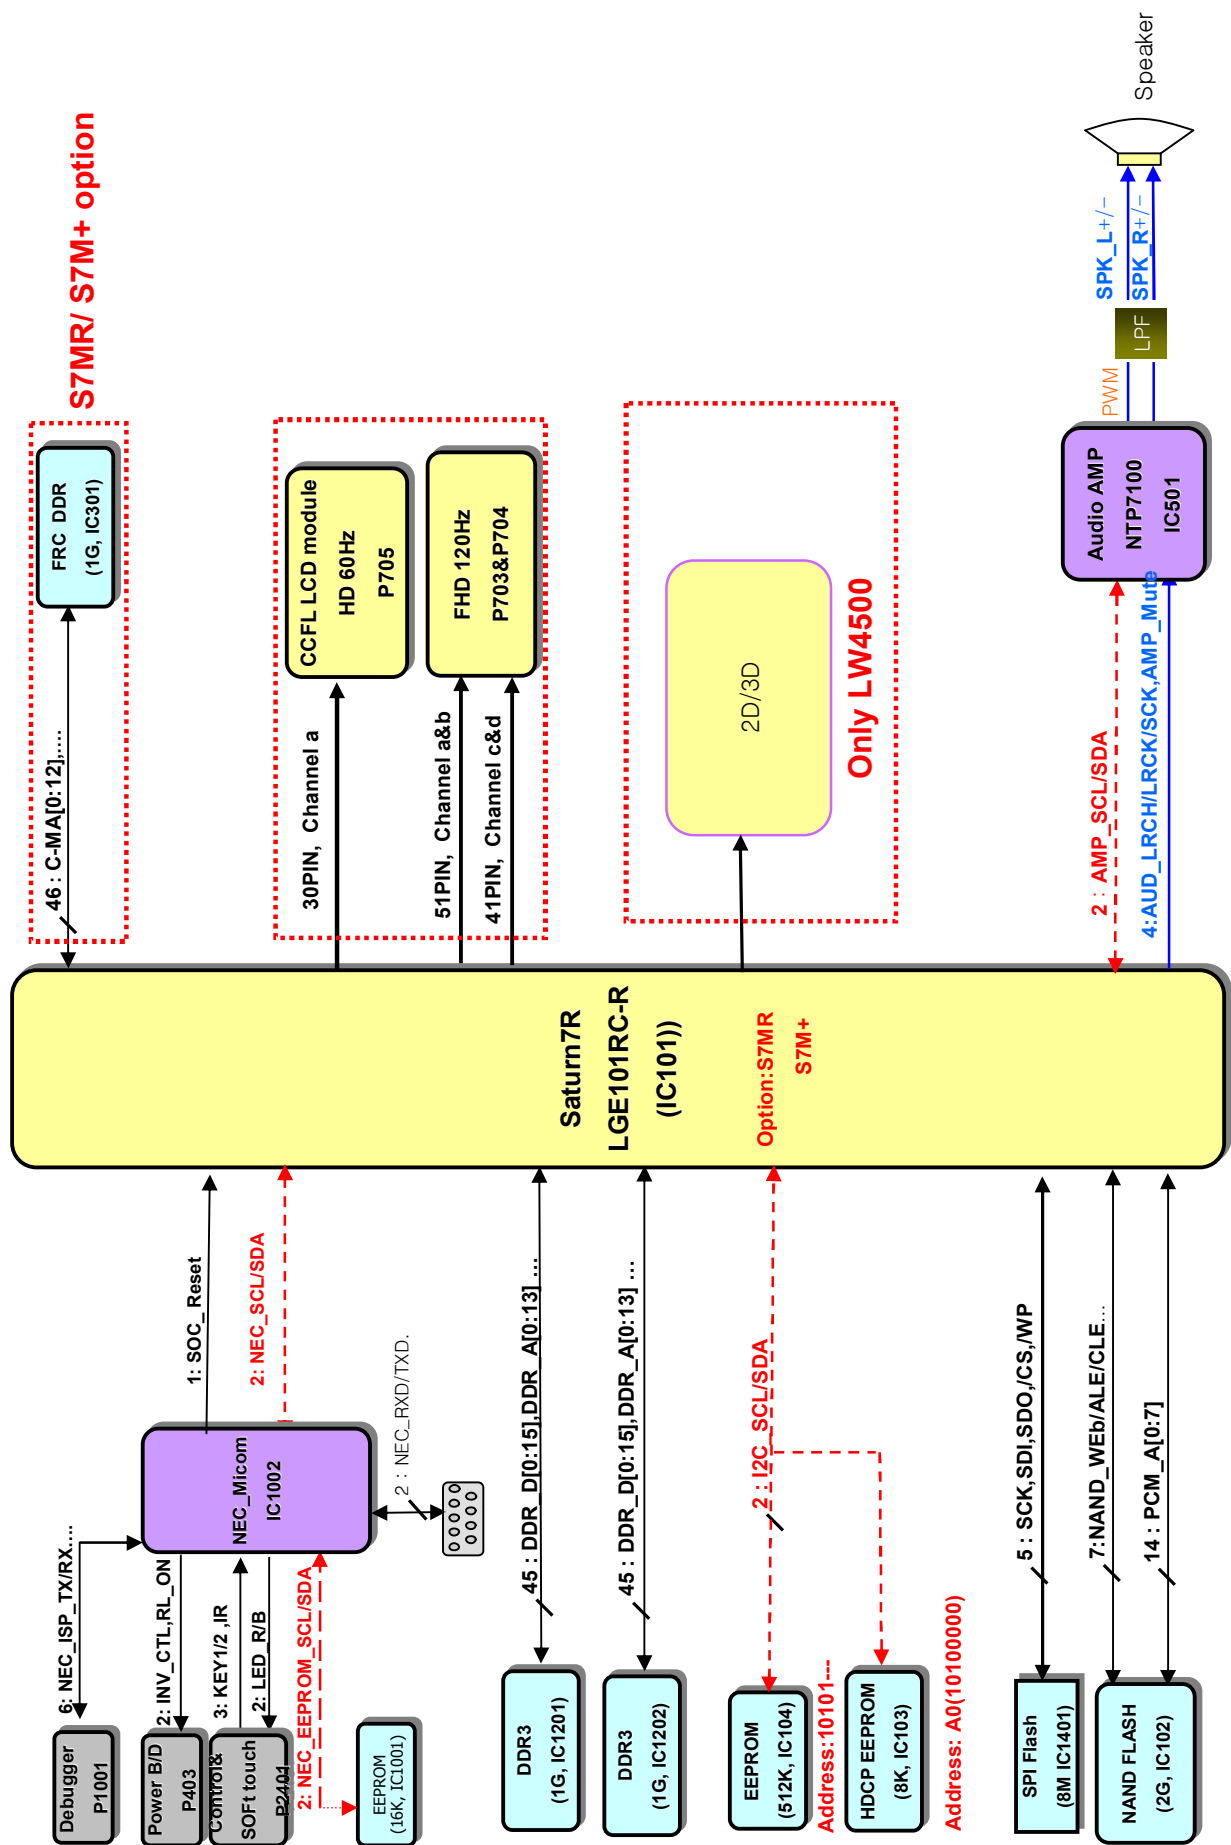 Debugger
P1001
6: NEC_ISP_TX/RX....
Power B/D
P403
2: INV_CTL,RL_ON
Control&
SOFt touch
P2401
3: KEY1/2 ,IR
2: LED_R/B
2: NEC_EEPROM_SCL/SDA
EEPROM
(16K, IC1001)
NEC_Micom
IC1002
1: SOC_Reset
2: NEC_SCL/SDA
2 : NEC_RXD/TXD.
DDR3
(1G, IC1201)
45 : DDR_D[0:15],DDR_A[0:13] ...
DDR3
(1G, IC1202)
45 : DDR_D[0:15],DDR_A[0:13] ...
EEPROM
(512K, IC104)
Address:10101---
2 : I2C_SCL/SDA
HDCP EEPROM
(8K, IC103)
Address: A0(10100000)
SPI Flash
(8M IC1401)
5 : SCK,SDI,SDO,/CS,/WP
NAND FLASH
(2G, IC102)
7:NAND_WEb/ALE/CLE...
14 : PCM_A[0:7]
Saturn7R
LGE101RC-R
(IC101))
Option:S7MR
S7M+
46 : C-MA[0:12],....
FRC DDR
(1G, IC301)
S7MR/ S7M+ option
30PIN, Channel a
CCFL LCD module
HD 60Hz
P705
51PIN, Channel a&b
41PIN, Channel c&d
FHD 120Hz
P703&P704
2D/3D
Only LW4500
2 : AMP_SCL/SDA
4:AUD_LRCH/LRCK/SCK,AMP_Mute
Audio AMP
NTP7100
IC501
PWM
LPF
SPK_L+/-
SPK_R+/-
Speaker